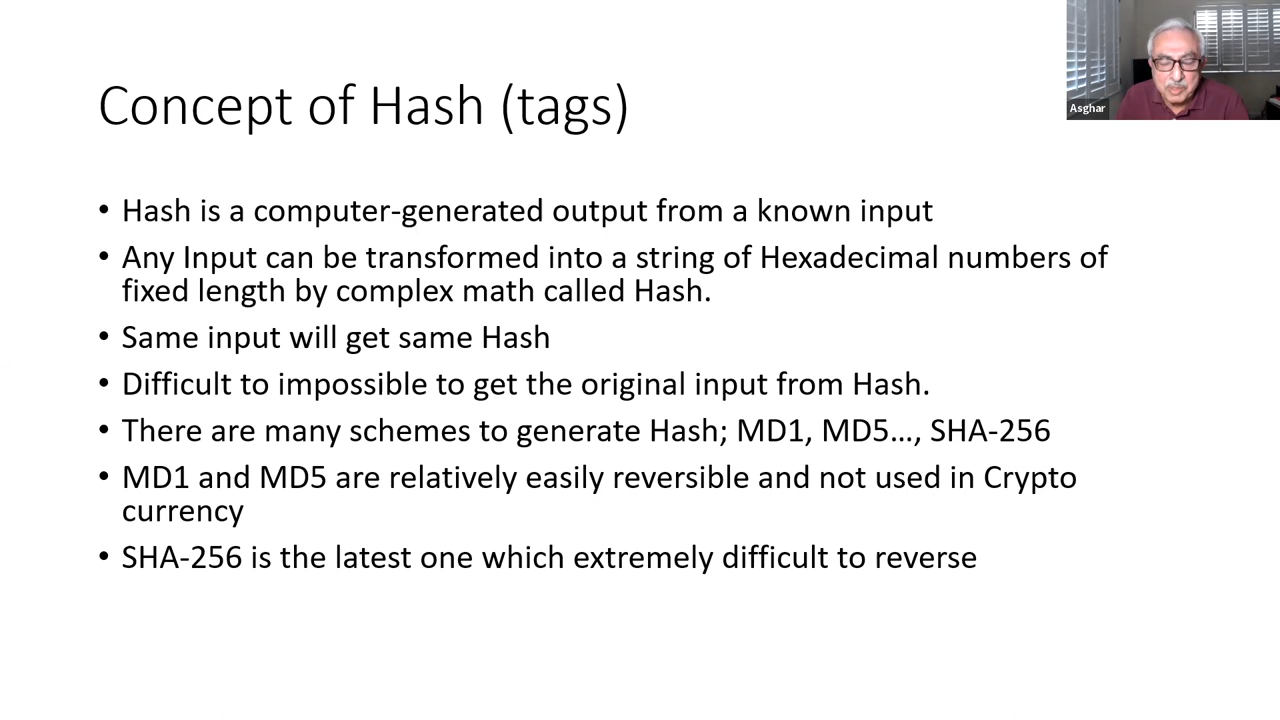 Asghar
Concept of Hash (tags)
• Hash is a computer-generated output from a known input
• Any Input can be transformed into a string of Hexadecimal numbers of
fixed length by complex math called Hash.
• Same input will get same Hash
• Difficult to impossible to get the original input from Hash.
• There are many schemes to generate Hash; MD1, MD5…, SHA-256
• MD1 and MD5 are relatively easily reversible and not used in Crypto
currency
• SHA-256 is the latest one which extremely difficult to reverse